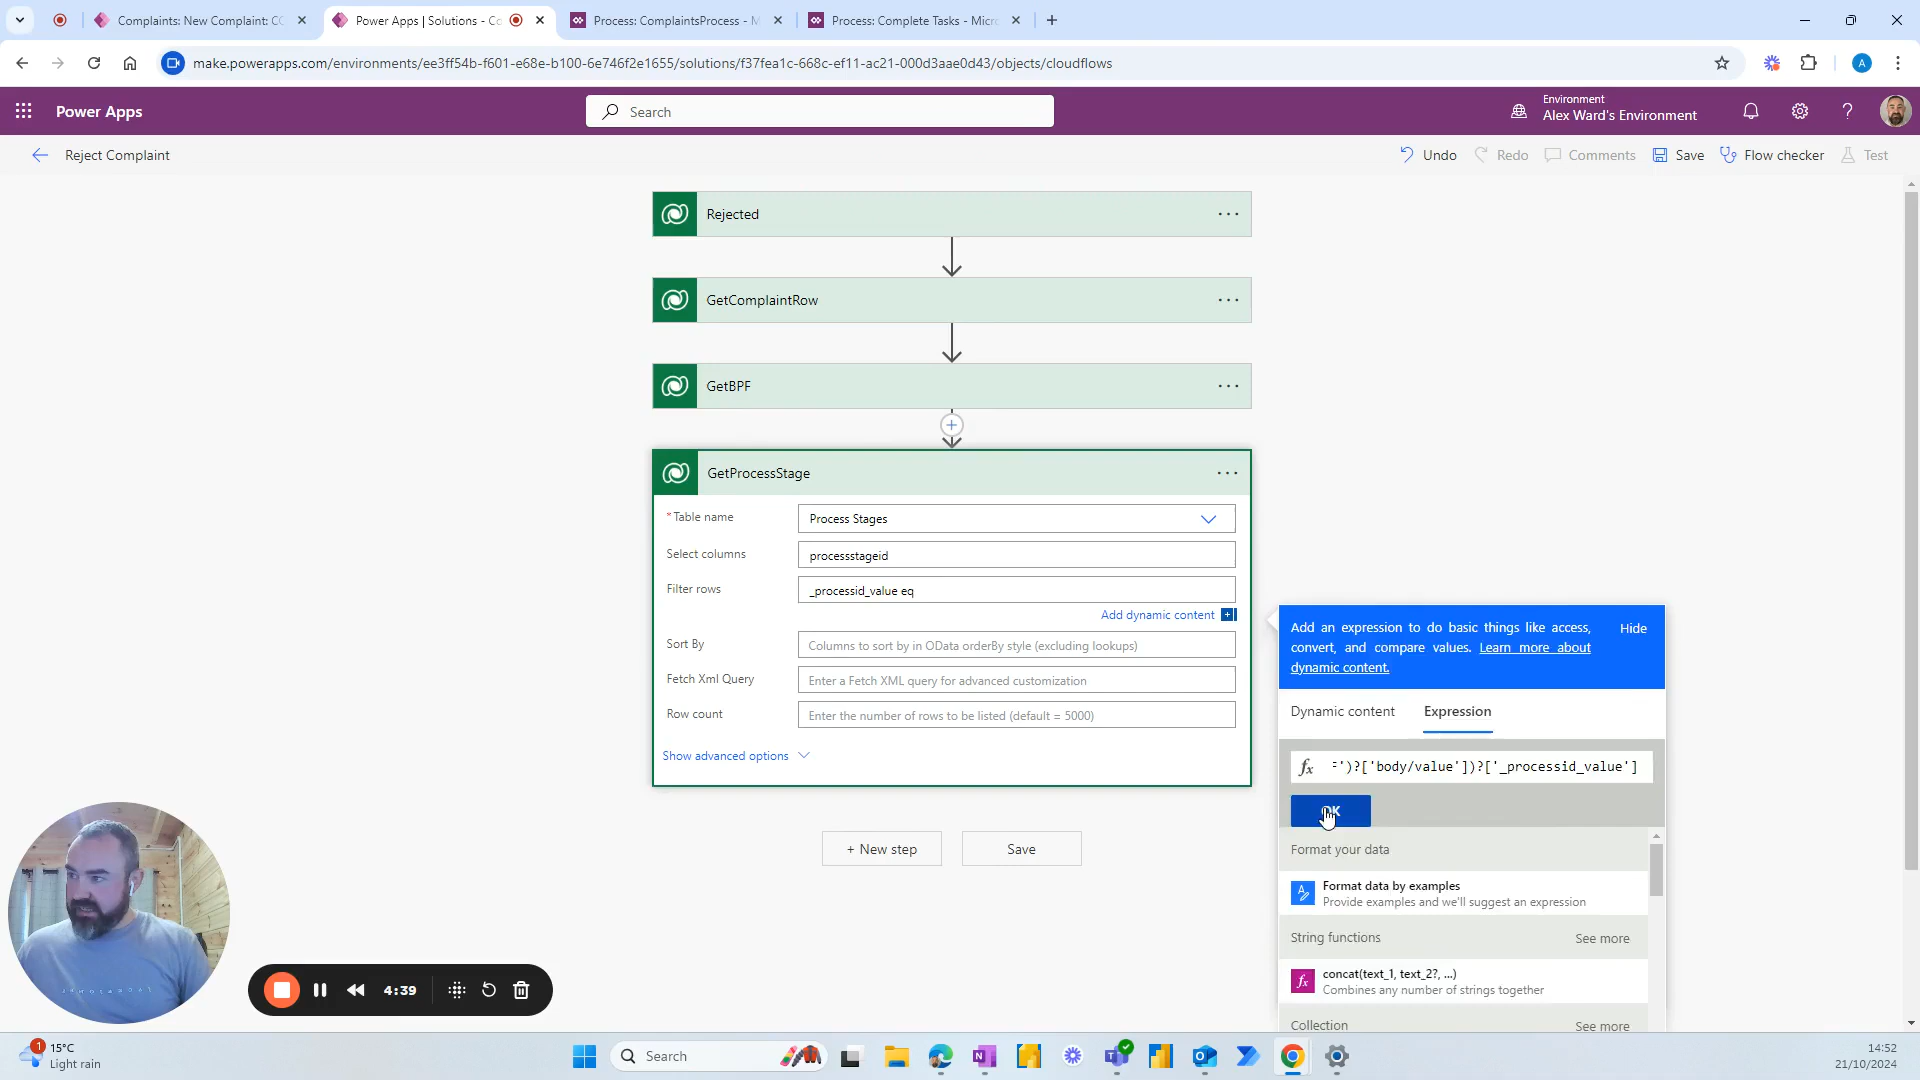 Complaints: New Complaint: CC
Power Apps | Solutions - Co
Process: ComplaintsProcess - M
Process: Complete Tasks - Micro
make.powerapps.com/environments/ee3ff54b-f601-e68e-b100-6e746f2e1655/solutions/f37fea1c-668c-ef11-ac21-000d3aae0d43/objects/cloudflows
A
Power Apps
Search
Environment
Alex Ward's Environment
Reject Complaint
Undo
Redo
Comments
Save
Flow checker
Test
Rejected
GetComplaintRow
GetBPF
GetProcessStage
*Table name
Process Stages
Select columns
processstageid
Filter rows
_processid_value eq
Add dynamic content
Sort By
Columns to sort by in OData orderBy style (excluding lookups)
Fetch Xml Query
Enter a Fetch XML query for advanced customization
Row count
Enter the number of rows to be listed (default = 5000)
Show advanced options
+ New step
Save
Add an expression to do basic things like access,
convert, and compare values. Learn more about
dynamic content.
Hide
Dynamic content
Expression
fx
')?['body/value'])?['_processid_value']
OK
Format your data
Format data by examples
Provide examples and we'll suggest an expression
String functions
See more
fx
concat(text_1, text_2?, ...)
Combines any number of strings together
Collection
See more
4:39
1
15°C
Light rain
Search
14:52
21/10/2024